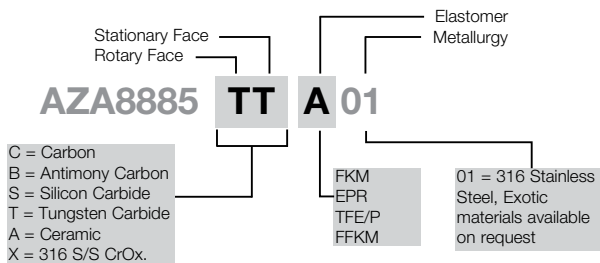 Elastomer
Stationary Face
Metallurgy
Rotary Face
AZA8885 TT A 01
C = Carbon
B = Antimony Carbon
S = Silicon Carbide
T = Tungsten Carbide
A = Ceramic
X = 316 S/S CrOx.
FKM
EPR
TFE/P
FFKM
01 = 316 Stainless
Steel, Exotic
materials available
on request